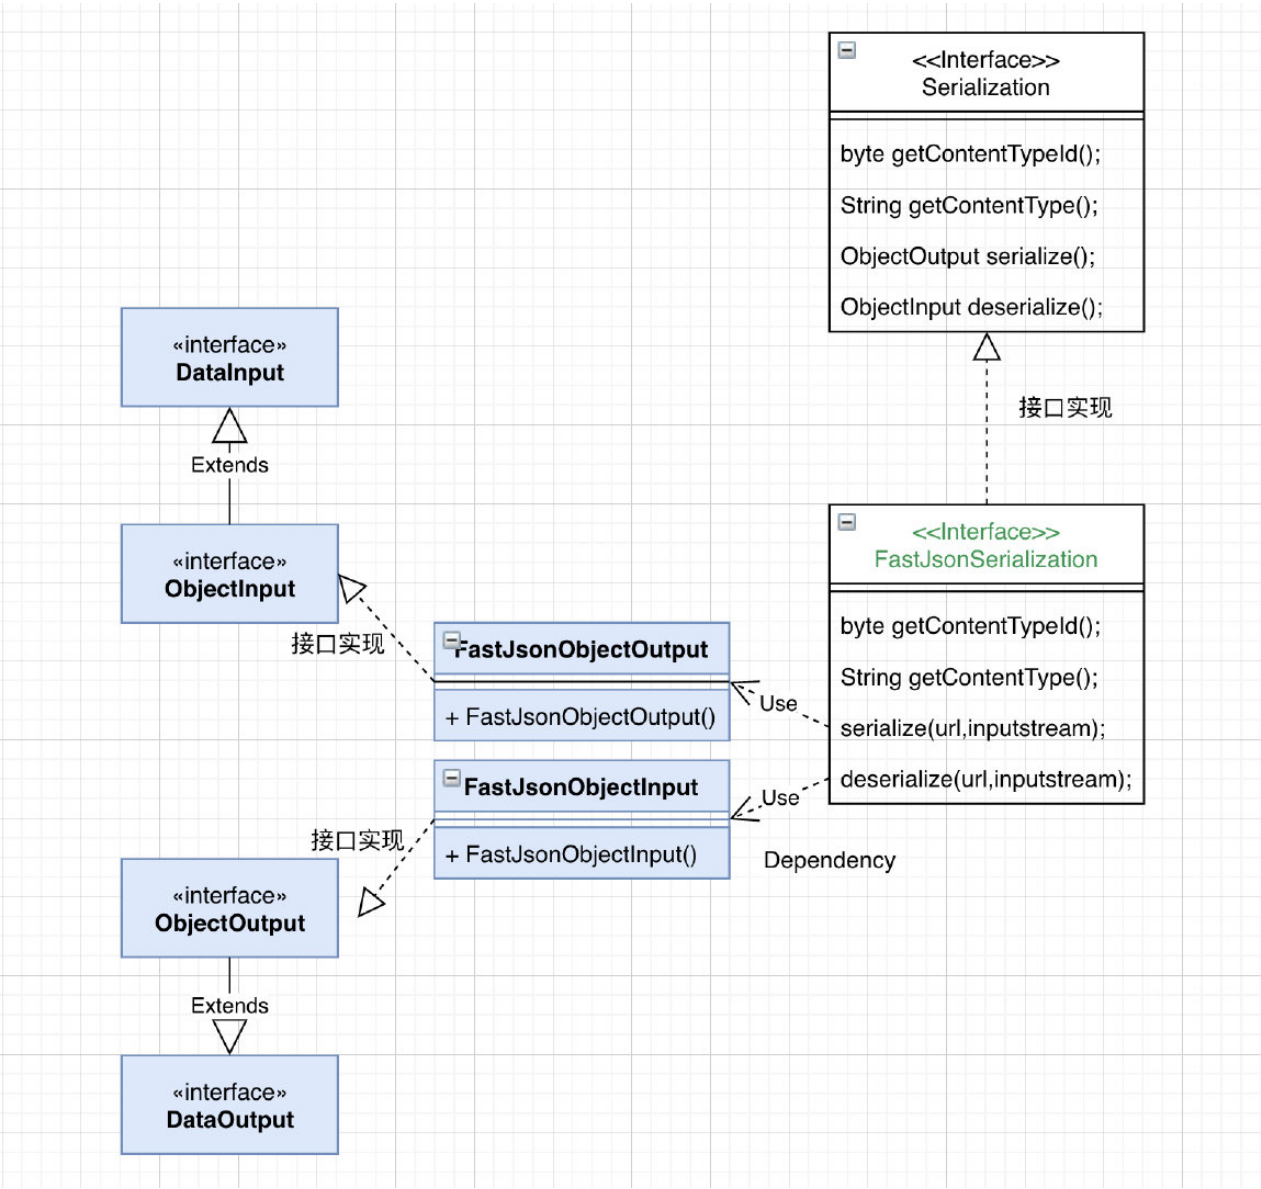 <<Interface>>
Serialization
byte getContentTypeId();
String getContentType();
ObjectOutput serialize();
ObjectInput deserialize();
接口实现
«interface»
DataInput
Extends
«interface»
ObjectInput
接口实现
<<Interface>>
FastJsonSerialization
byte getContentTypeId();
String getContentType();
serialize(url,inputstream);
deserialize(url,inputstream);
FastJsonObjectOutput
+ FastJsonObjectOutput()
Use
FastJsonObjectInput
+ FastJsonObjectInput()
Use
Dependency
接口实现
«interface»
ObjectOutput
Extends
«interface»
DataOutput